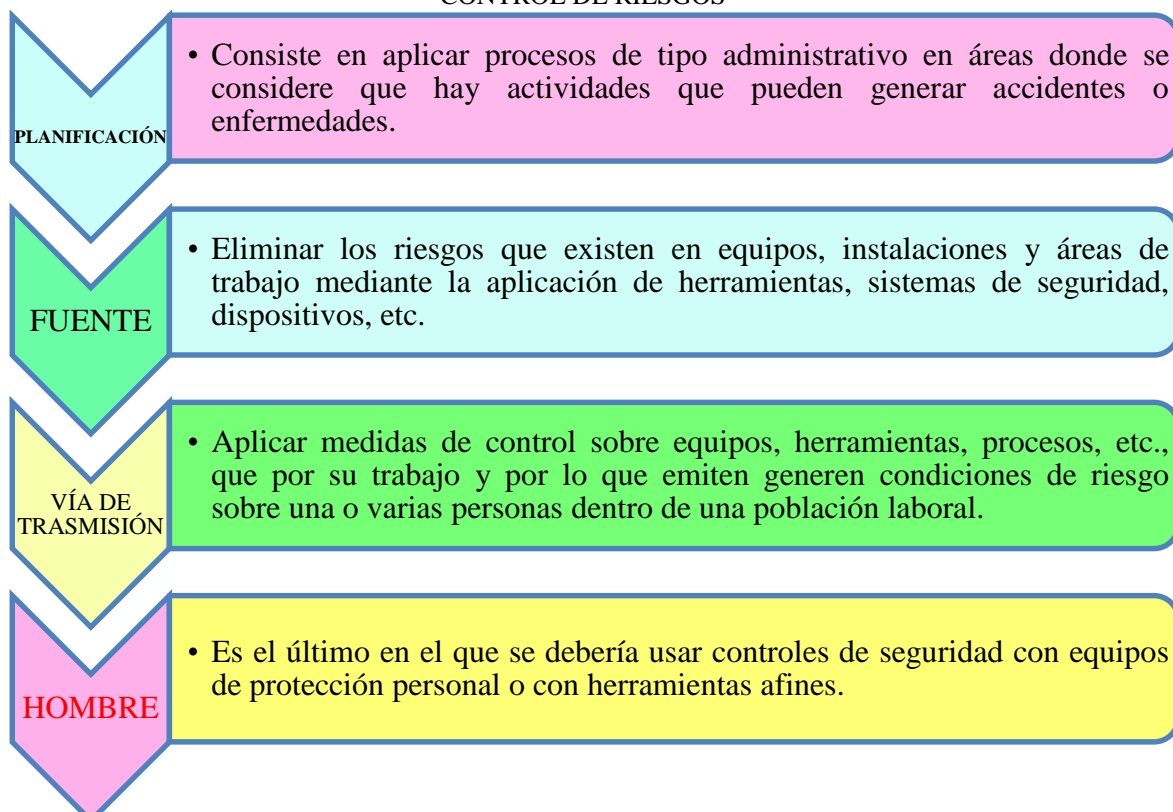 CONTROL DE RIESGOS
PLANIFICACIÓN
• Consiste en aplicar procesos de tipo administrativo en áreas donde se
considere que hay actividades que pueden generar accidentes o
enfermedades.
FUENTE
• Eliminar los riesgos que existen en equipos, instalaciones y áreas de
trabajo mediante la aplicación de herramientas, sistemas de seguridad,
dispositivos, etc.
VÍA DE
TRASMISIÓN
• Aplicar medidas de control sobre equipos, herramientas, procesos, etc.,
que por su trabajo y por lo que emiten generen condiciones de riesgo
sobre una o varias personas dentro de una población laboral.
HOMBRE
• Es el último en el que se debería usar controles de seguridad con equipos
de protección personal o con herramientas afines.